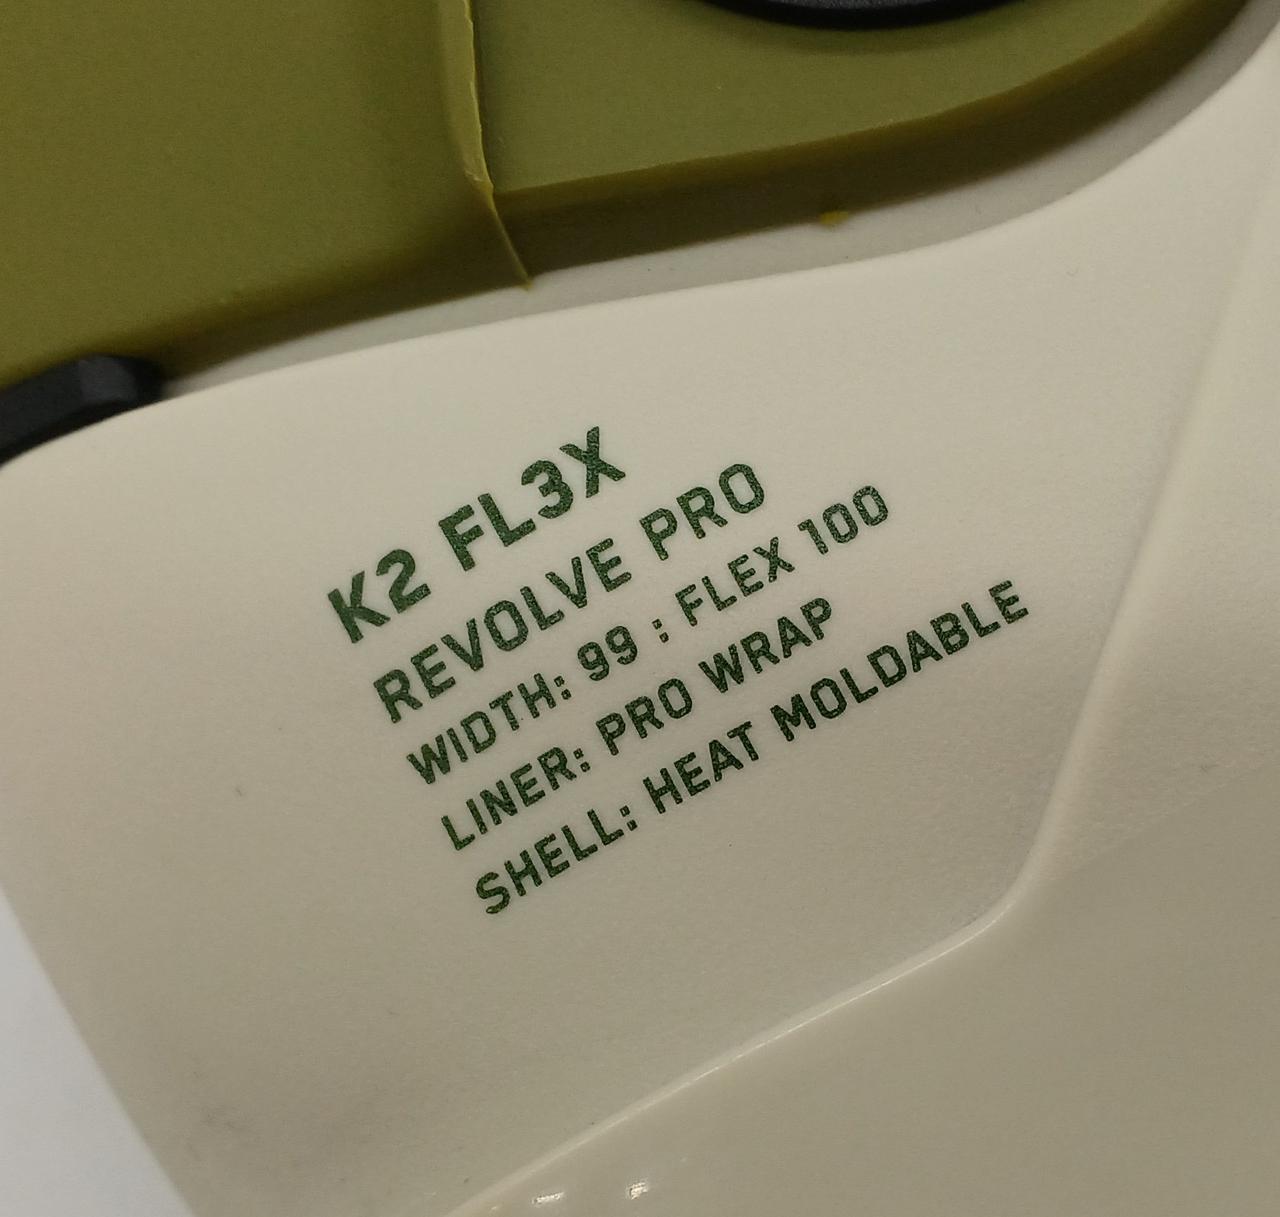 K2 FL3X
REVOLVE PRO
WIDTH: 99 : FLEX 100
LINER: PRO WRAP
SHELL: HEAT MOLDABLE